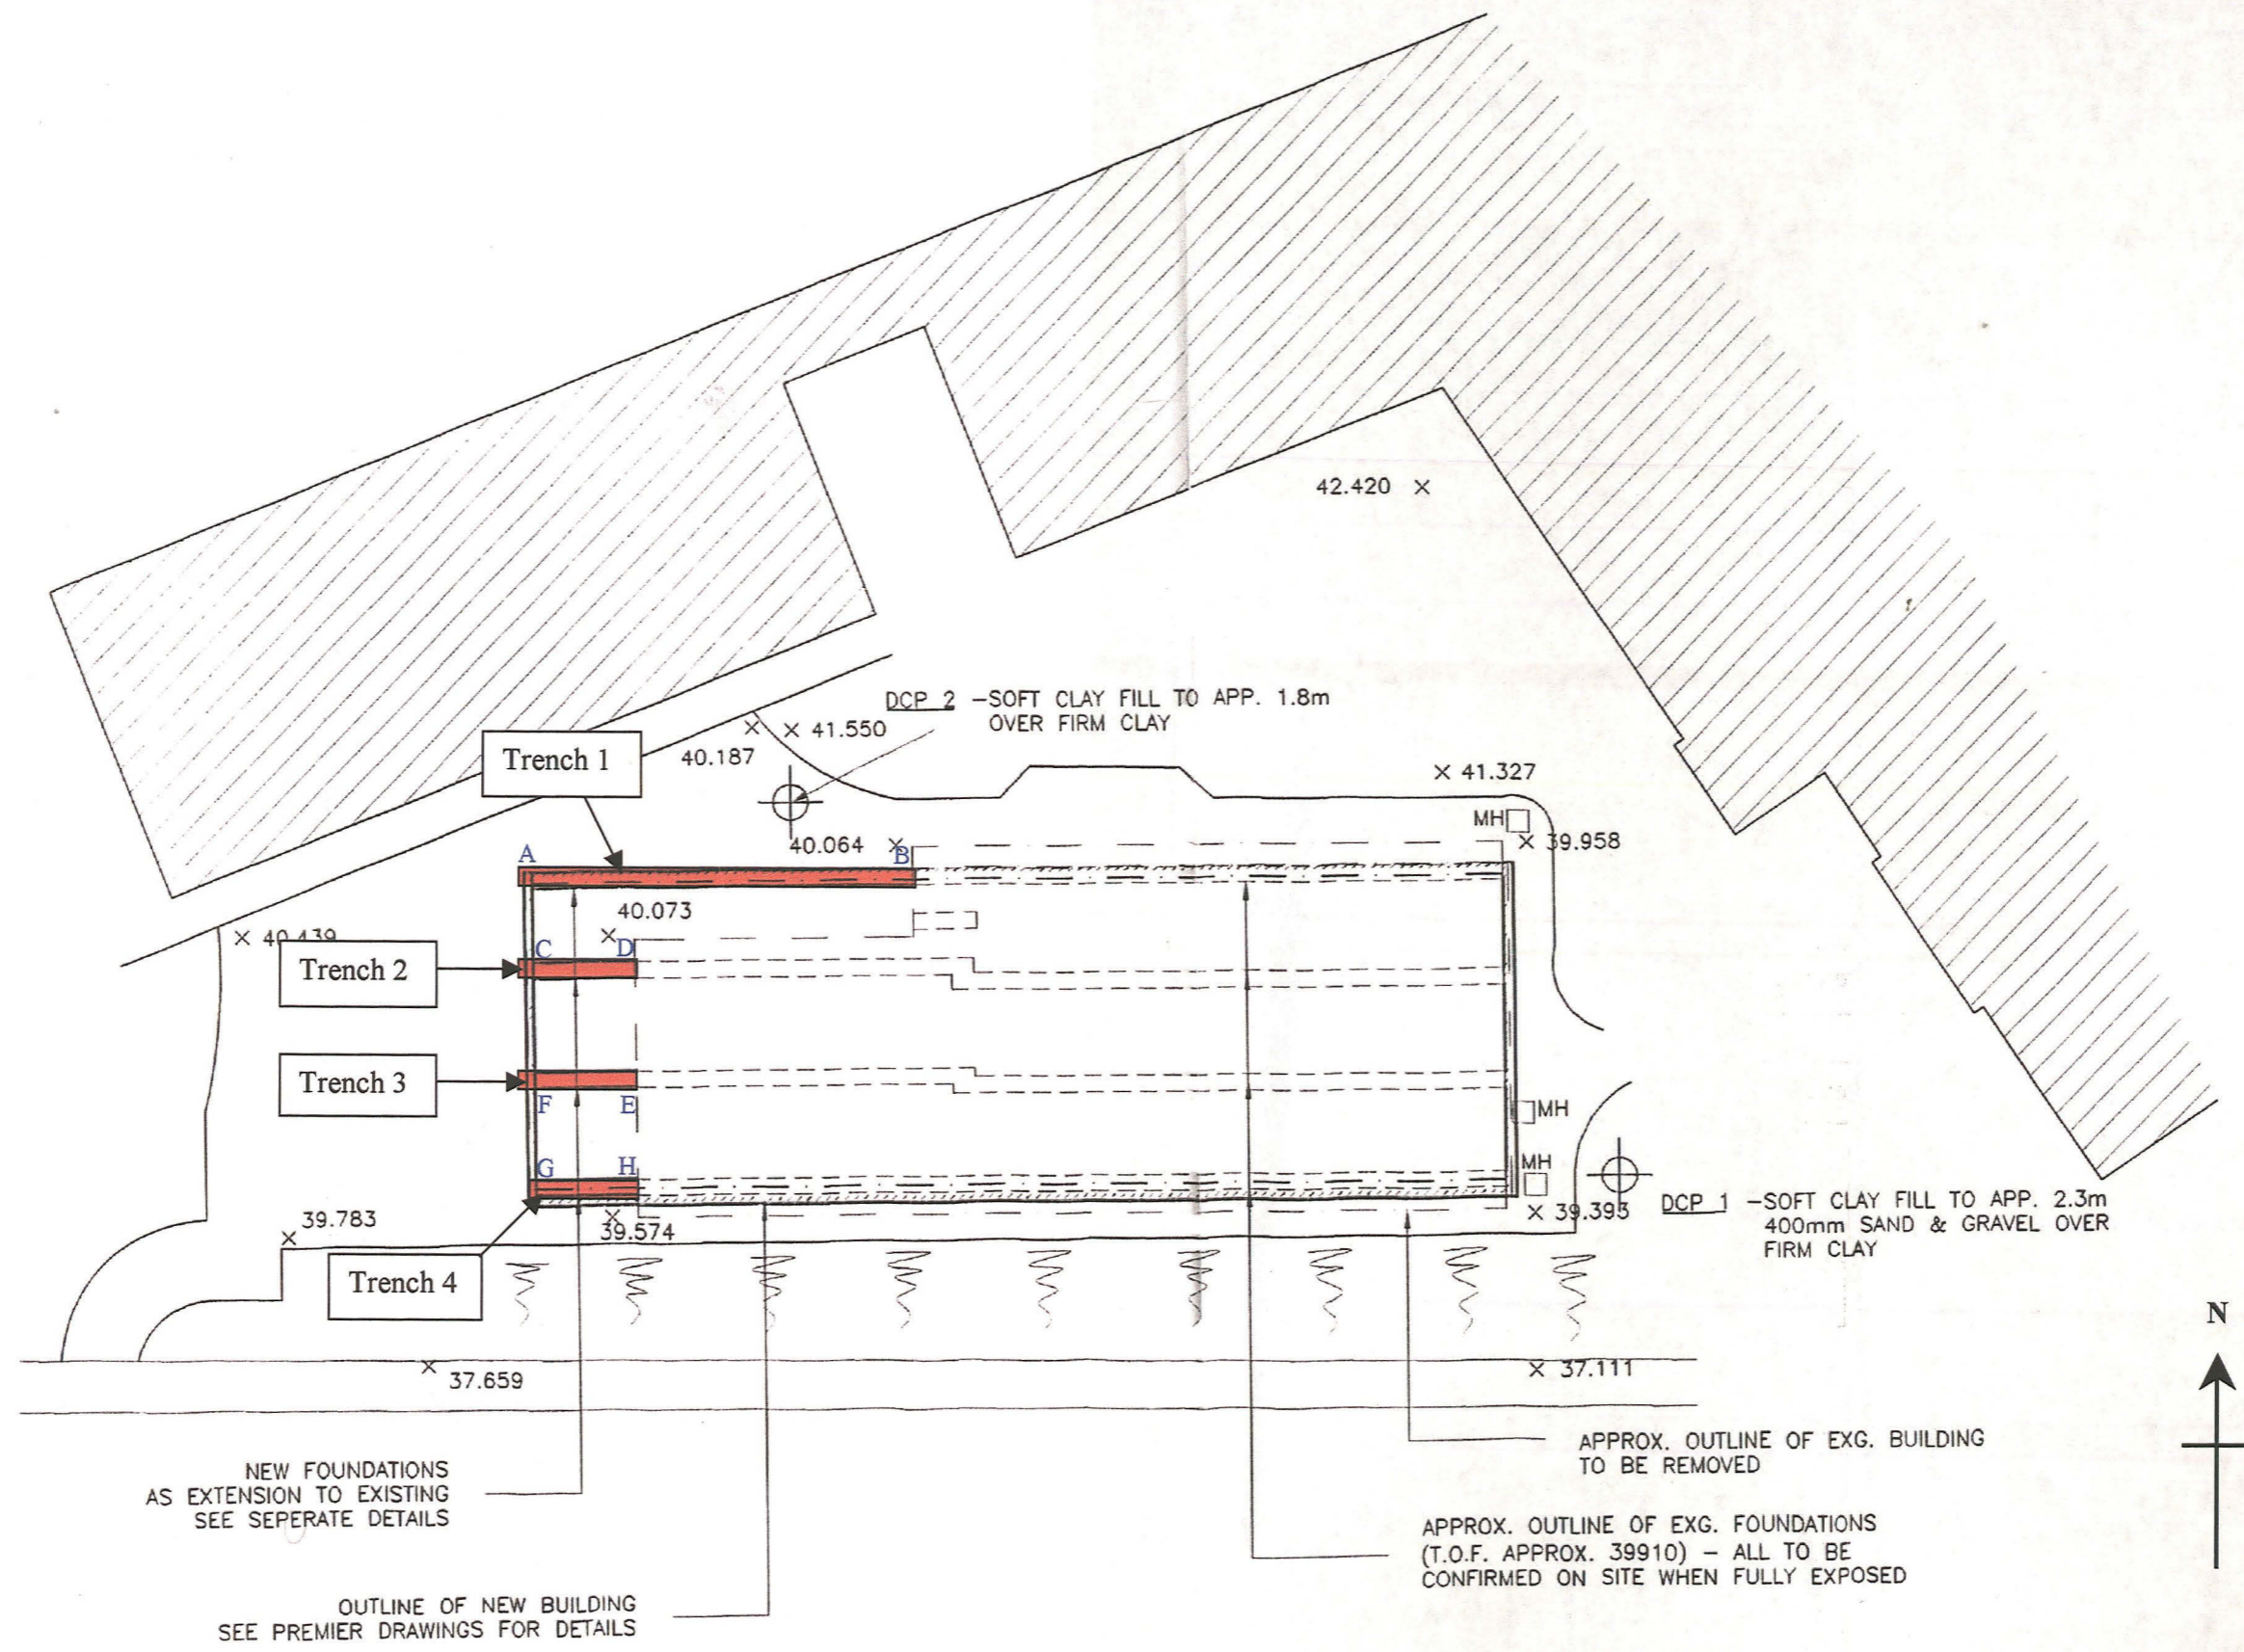 42.420
DCP 2 -SOFT CLAY FILL TO APP. 1.8m
OVER FIRM CLAY
41.550
40.187
Trench 1
41.327
MH
39.958
40.064
A
B
40.073
40.439
C
D
Trench 2
Trench 3
F
E
MH
G
H
MH
39.783
39.574
39.395
DCP 1 -SOFT CLAY FILL TO APP. 2.3m
400mm SAND & GRAVEL OVER
FIRM CLAY
Trench 4
N
37.659
37.111
NEW FOUNDATIONS
AS EXTENSION TO EXISTING
SEE SEPERATE DETAILS
APPROX. OUTLINE OF EXG. BUILDING
TO BE REMOVED
APPROX. OUTLINE OF EXG. FOUNDATIONS
(T.O.F. APPROX. 39910) - ALL TO BE
CONFIRMED ON SITE WHEN FULLY EXPOSED
OUTLINE OF NEW BUILDING
SEE PREMIER DRAWINGS FOR DETAILS